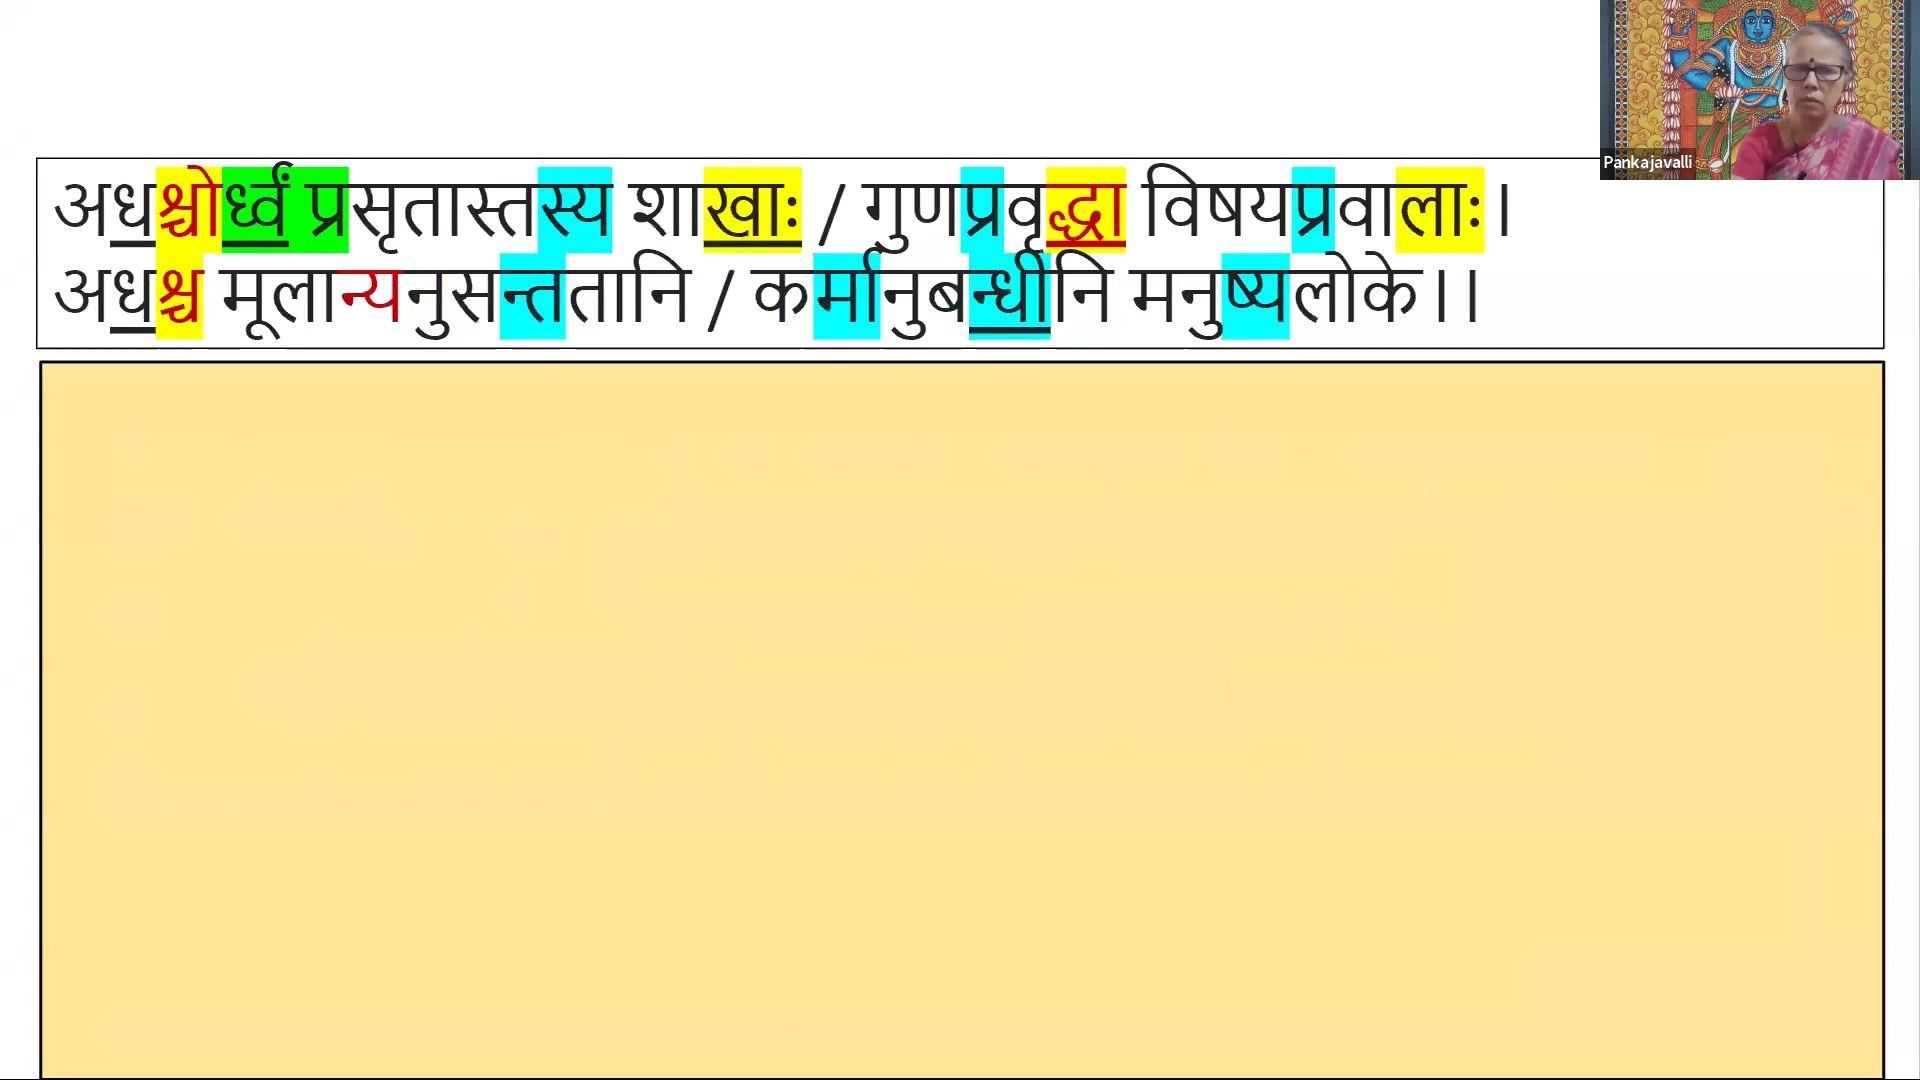 Pankajavalli
अधश्चोर्ध्वं प्रसृतास्तस्य शाखाः / गुणप्रवृद्धा विषयप्रवालाः।
अधश्च मूलान्यनुसन्ततानि / कर्मानुबन्धीनि मनुष्यलोके।।